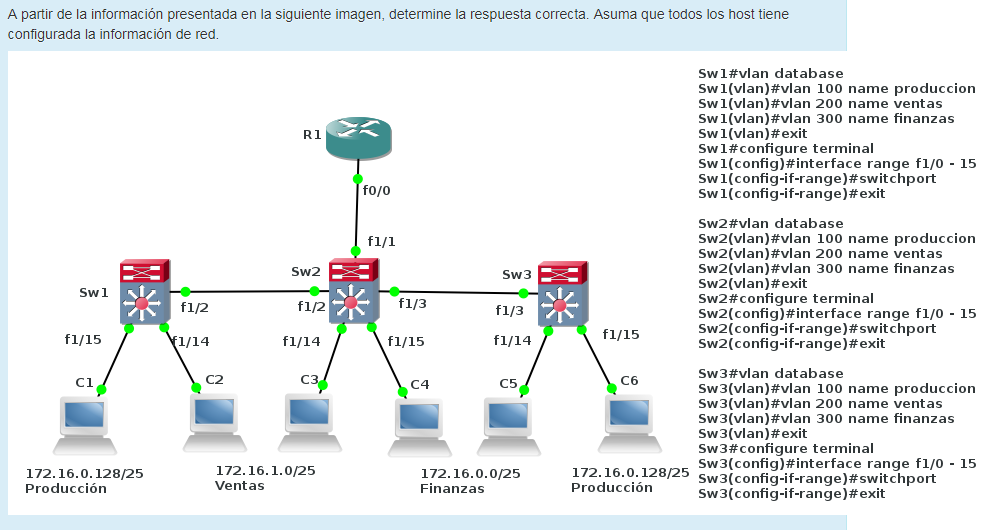 A partir de la información presentada en la siguiente imagen, determine la respuesta correcta. Asuma que todos los host tiene
configurada la información de red.
R1
f0/0
f1/1
Sw1
f1/2
Sw2
f1/2
f1/3
Sw3
f1/3
f1/15
f1/14
f1/14
f1/15
f1/14
f1/15
C1
C2
C3
C4
C5
C6
172.16.0.128/25
Producción
172.16.1.0/25
Ventas
172.16.0.0/25
Finanzas
172.16.0.128/25
Producción
Sw1#vlan database
Sw1(vlan)#vlan 100 name produccion
Sw1(vlan)#vlan 200 name ventas
Sw1(vlan)#vlan 300 name finanzas
Sw1(vlan)#exit
Sw1#configure terminal
Sw1(config)#interface range f1/0 - 15
Sw1(config-if-range)#switchport
Sw1(config-if-range)#exit
Sw2#vlan database
Sw2(vlan)#vlan 100 name produccion
Sw2(vlan)#vlan 200 name ventas
Sw2(vlan)#vlan 300 name finanzas
Sw2(vlan)#exit
Sw2#configure terminal
Sw2(config)#interface range f1/0 - 15
Sw2(config-if-range)#switchport
Sw2(config-if-range)#exit
Sw3#vlan database
Sw3(vlan)#vlan 100 name produccion
Sw3(vlan)#vlan 200 name ventas
Sw3(vlan)#vlan 300 name finanzas
Sw3(vlan)#exit
Sw3#configure terminal
Sw3(config)#interface range f1/0 - 15
Sw3(config-if-range)#switchport
Sw3(config-if-range)#exit